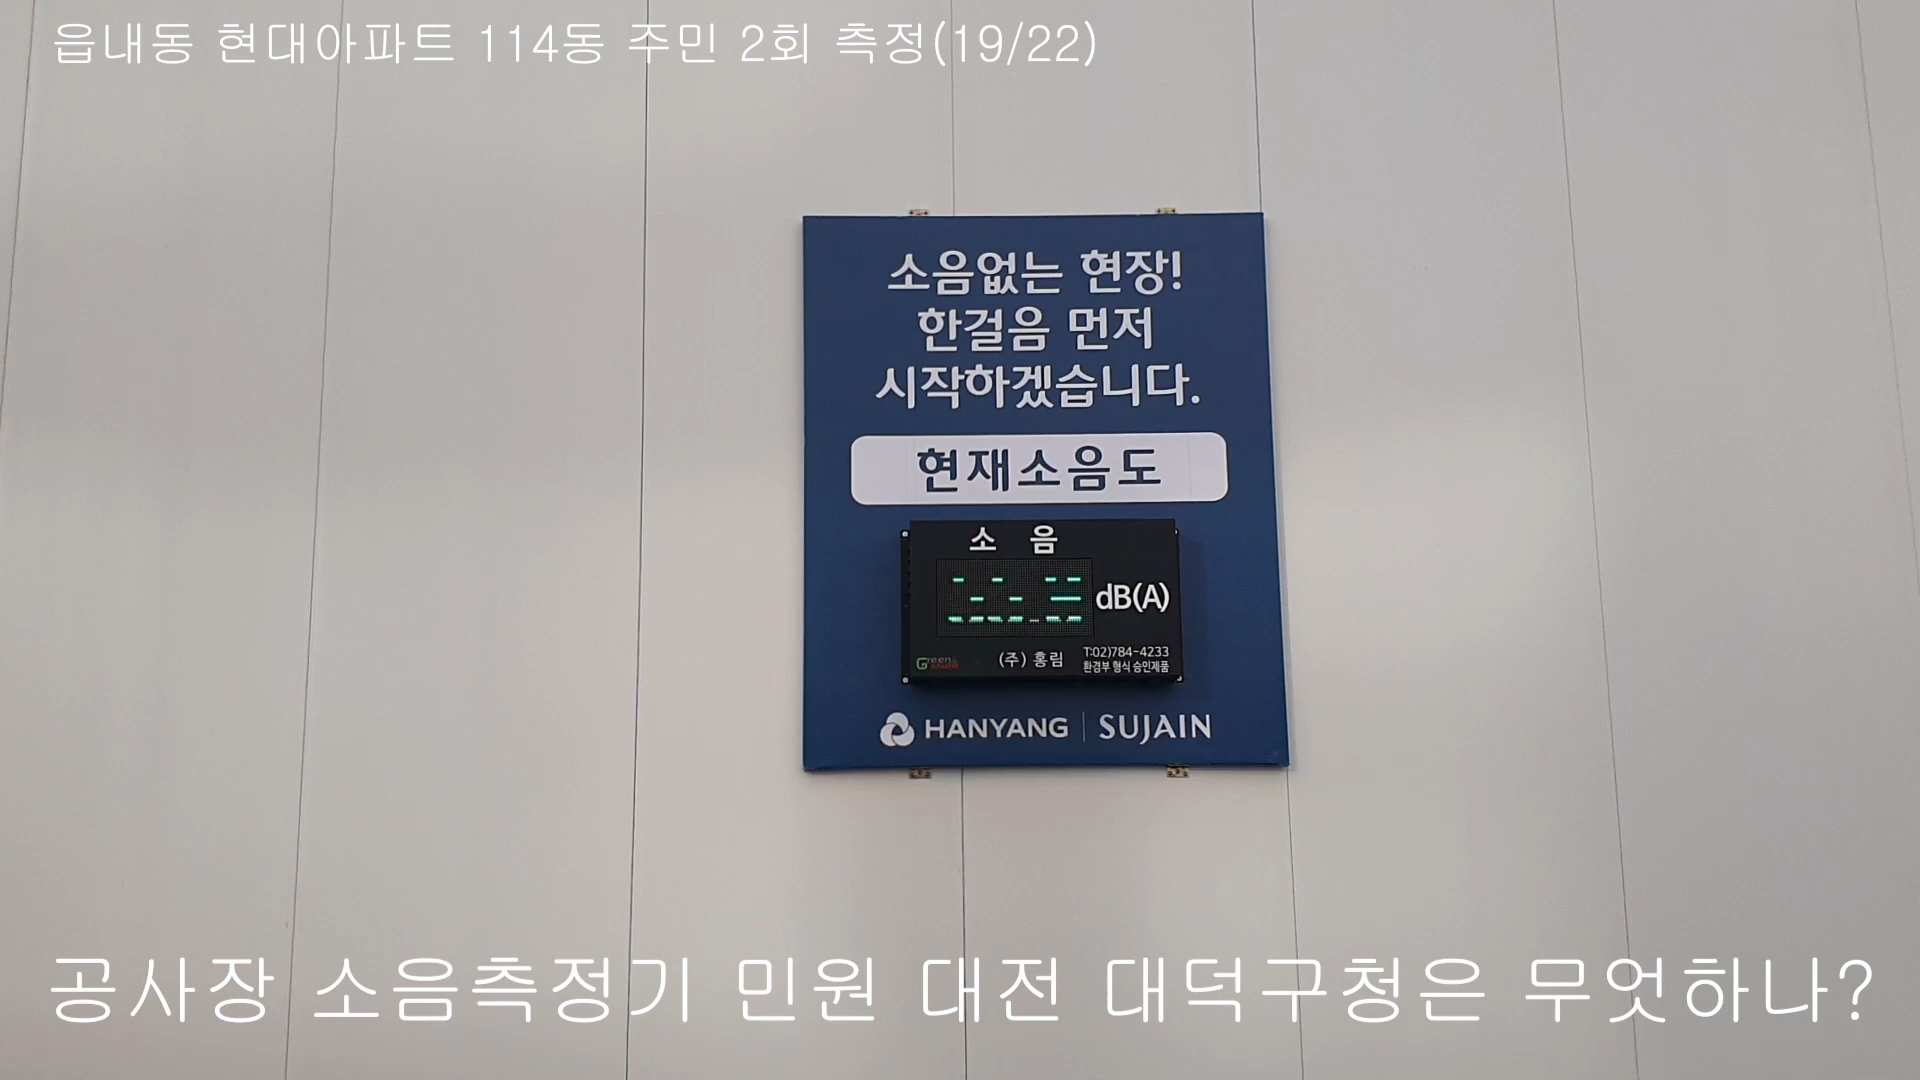 읍내동 현대아파트 114동 주민 2회 측정(19/22)
소음없는 현장!
한걸음 먼저
시작하겠습니다.
현재소음도
소 음
dB(A)
(주) 홍림
T:02)784-4233
환경부 형식 승인제품
HANYANG | SUJAIN
공사장 소음측정기 민원 대전 대덕구청은 무엇하나?